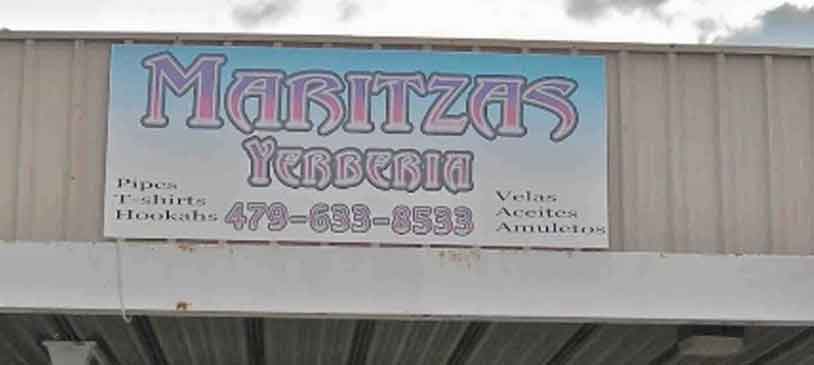 MARITZAS
YERBERIA
Pipes
T-shirts
Hookahs
479-633-8533
Velas
Aceites
Amuletos